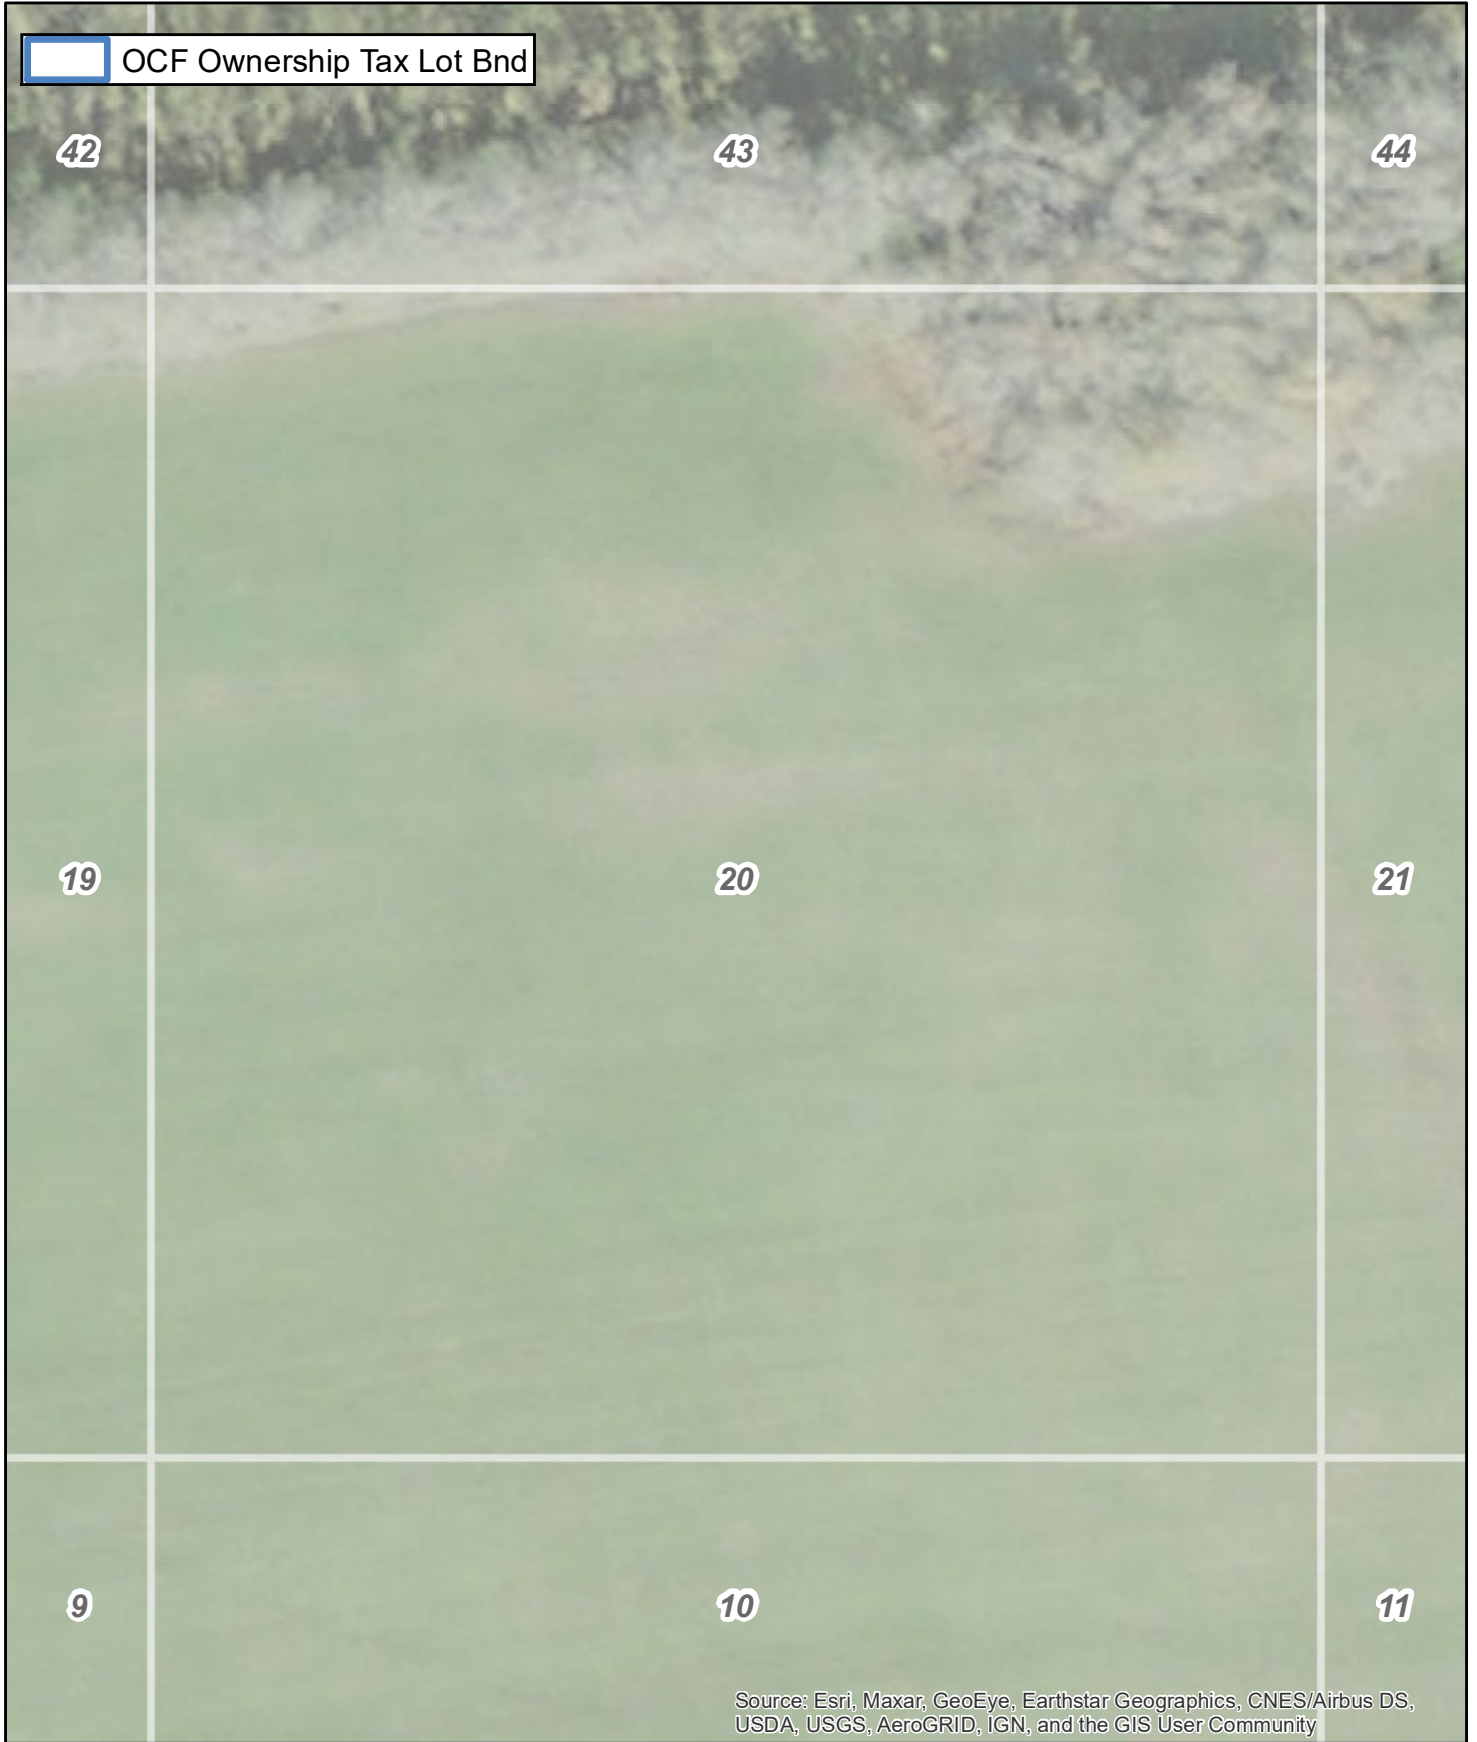 OCF Ownership Tax Lot Bnd
42 43 44
19 20 21
9 10 11
Source: Esri, Maxar, GeoEye, Earthstar Geographics, CNES/Airbus DS,
USDA, USGS, AeroGRID, IGN, and the GIS User Community